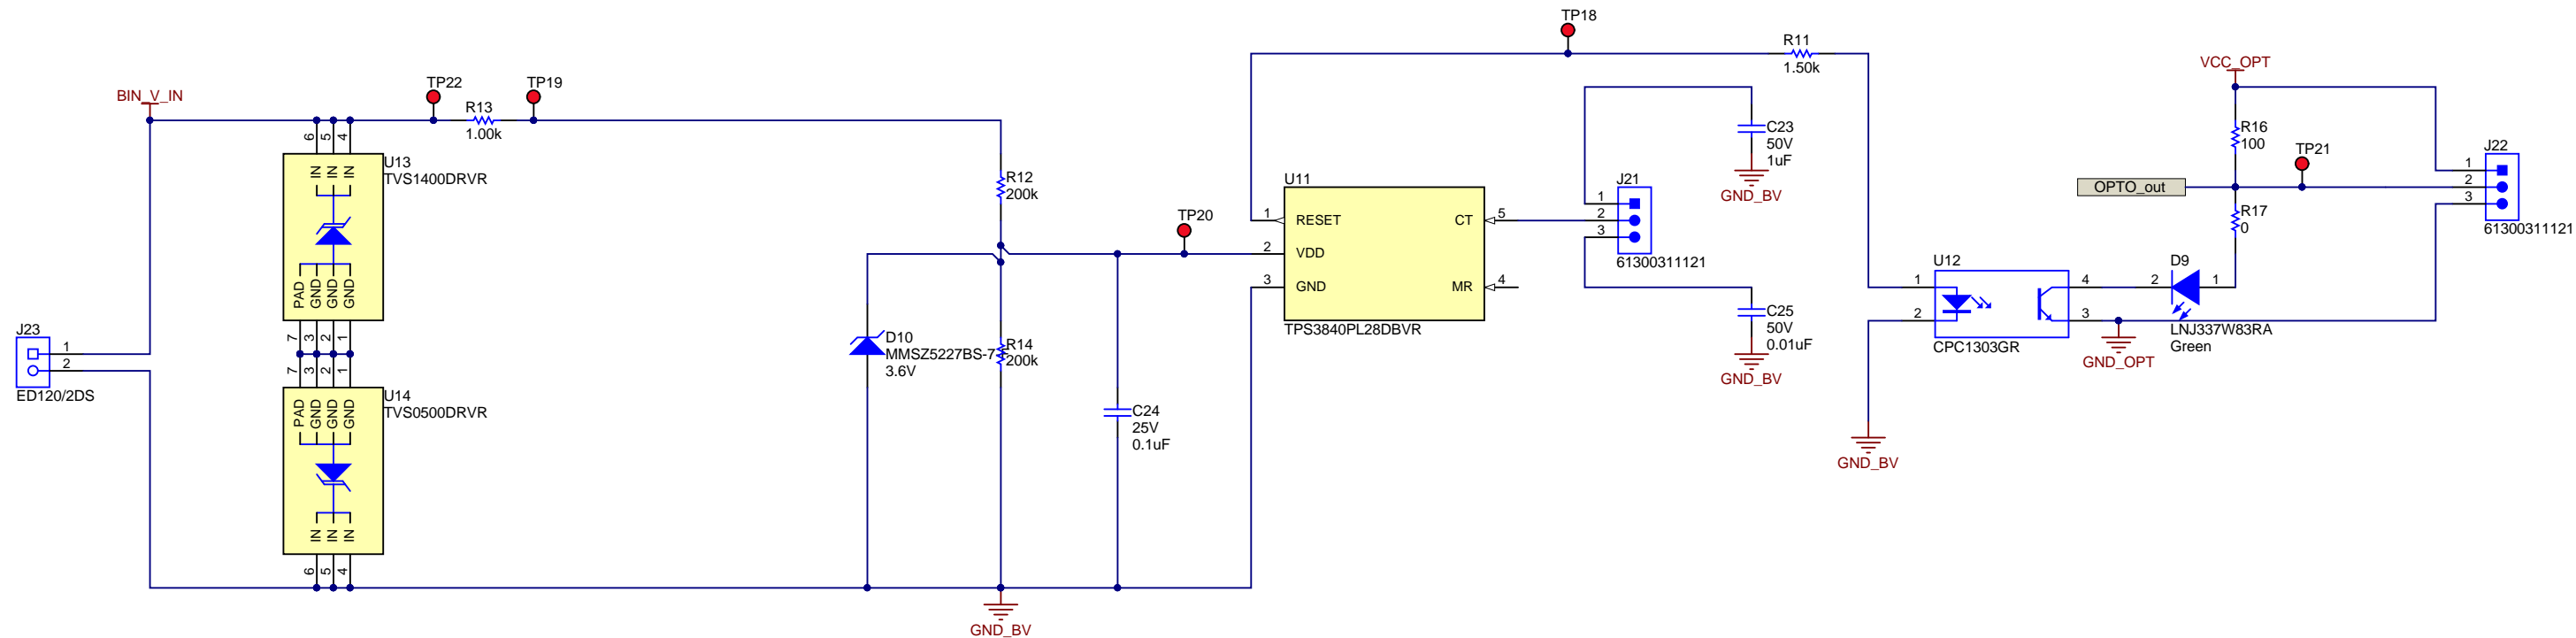 BIN_V_IN
J23
1
2
ED120/2DS
6
5
4
IN
IN
IN
U13
TVS1400DRVR
PAD
GND
GND
GND
7
3
2
1
7
3
2
1
PAD
GND
GND
GND
U14
TVS0500DRVR
IN
IN
IN
6
5
4
TP22
R13
1.00k
TP19
R12
200k
D10
MMSZ5227BS-7-
3.6V
R14
200k
GND_BV
C24
25V
0.1uF
TP20
U11
1
RESET
2
VDD
3
GND
CT
5
MR
4
TPS3840PL28DBVR
TP18
R11
1.50k
J21
1
2
3
61300311121
C23
50V
1uF
GND_BV
C25
50V
0.01uF
GND_BV
U12
1
2
4
3
CPC1303GR
GND_BV
D9
2
1
LNJ337W83RA
Green
GND_OPT
VCC_OPT
R16
100
OPTO_out
TP21
R17
0
J22
1
2
3
61300311121